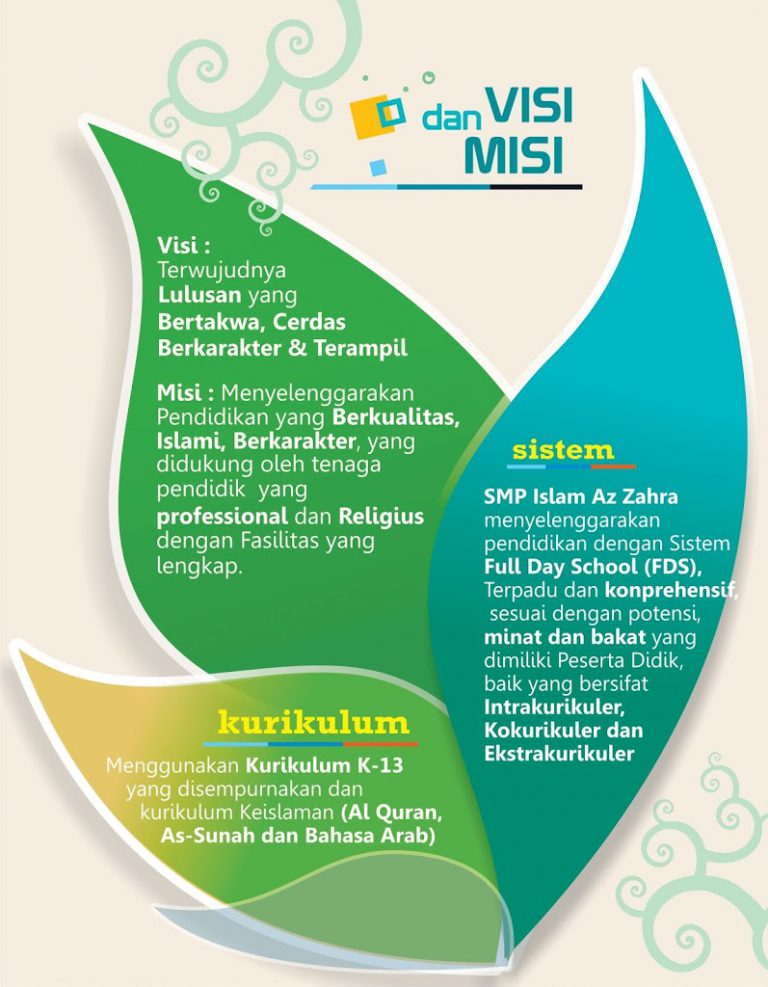 dan VISI
MISI
Visi :
Terwujudnya
Lulusan yang
Bertakwa, Cerdas
Berkarakter & Terampil
Misi : Menyelenggarakan
Pendidikan yang Berkualitas,
Islami, Berkarakter, yang
didukung oleh tenaga
pendidik yang
professional dan Religius
dengan Fasilitas yang
lengkap.
sistem
SMP Islam Az Zahra
menyelenggarakan
pendidikan dengan Sistem
Full Day School (FDS),
Terpadu dan konprehensif,
sesuai dengan potensi,
minat dan bakat yang
dimiliki Peserta Didik,
baik yang bersifat
Intrakurikuler,
Kokurikuler dan
Ekstrakurikuler
kurikulum
Menggunakan Kurikulum K-13
yang disempurnakan dan
kurikulum Keislaman (Al Quran,
As-Sunah dan Bahasa Arab)